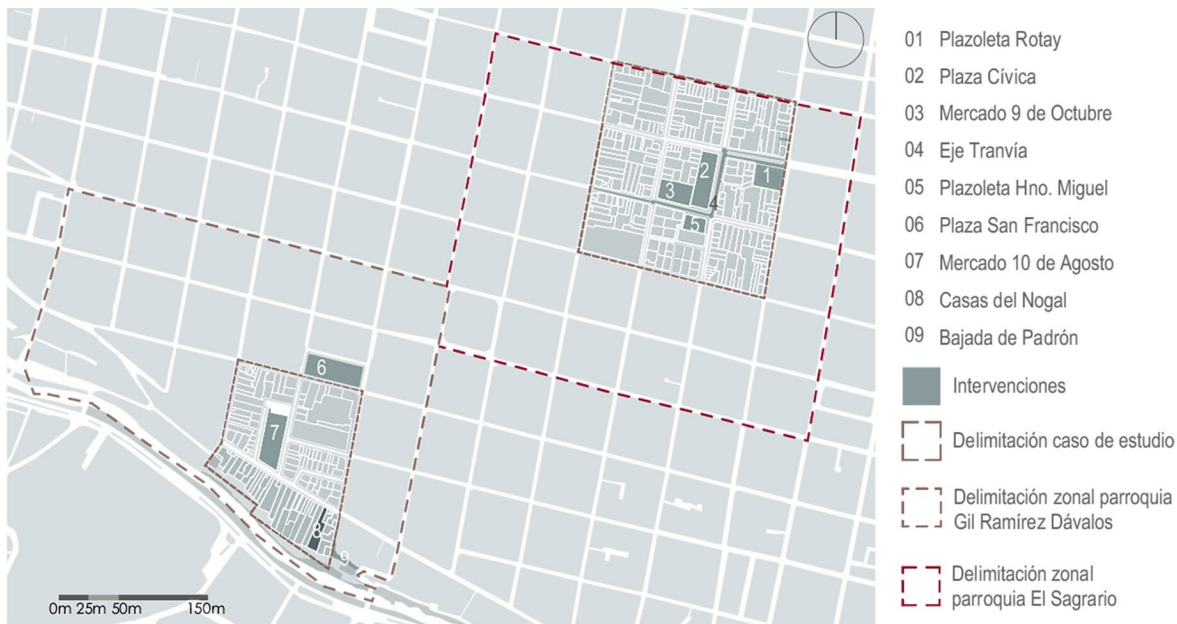 1
2
3
4
5
6
7
8
9
0m 25m 50m 150m
01 Plazoleta Rotay
02 Plaza Cívica
03 Mercado 9 de Octubre
04 Eje Tranvía
05 Plazoleta Hno. Miguel
06 Plaza San Francisco
07 Mercado 10 de Agosto
08 Casas del Nogal
09 Bajada de Padrón
Intervenciones
Delimitación caso de estudio
Delimitación zonal parroquia
Gil Ramírez Dávalos
Delimitación zonal
parroquia El Sagrario